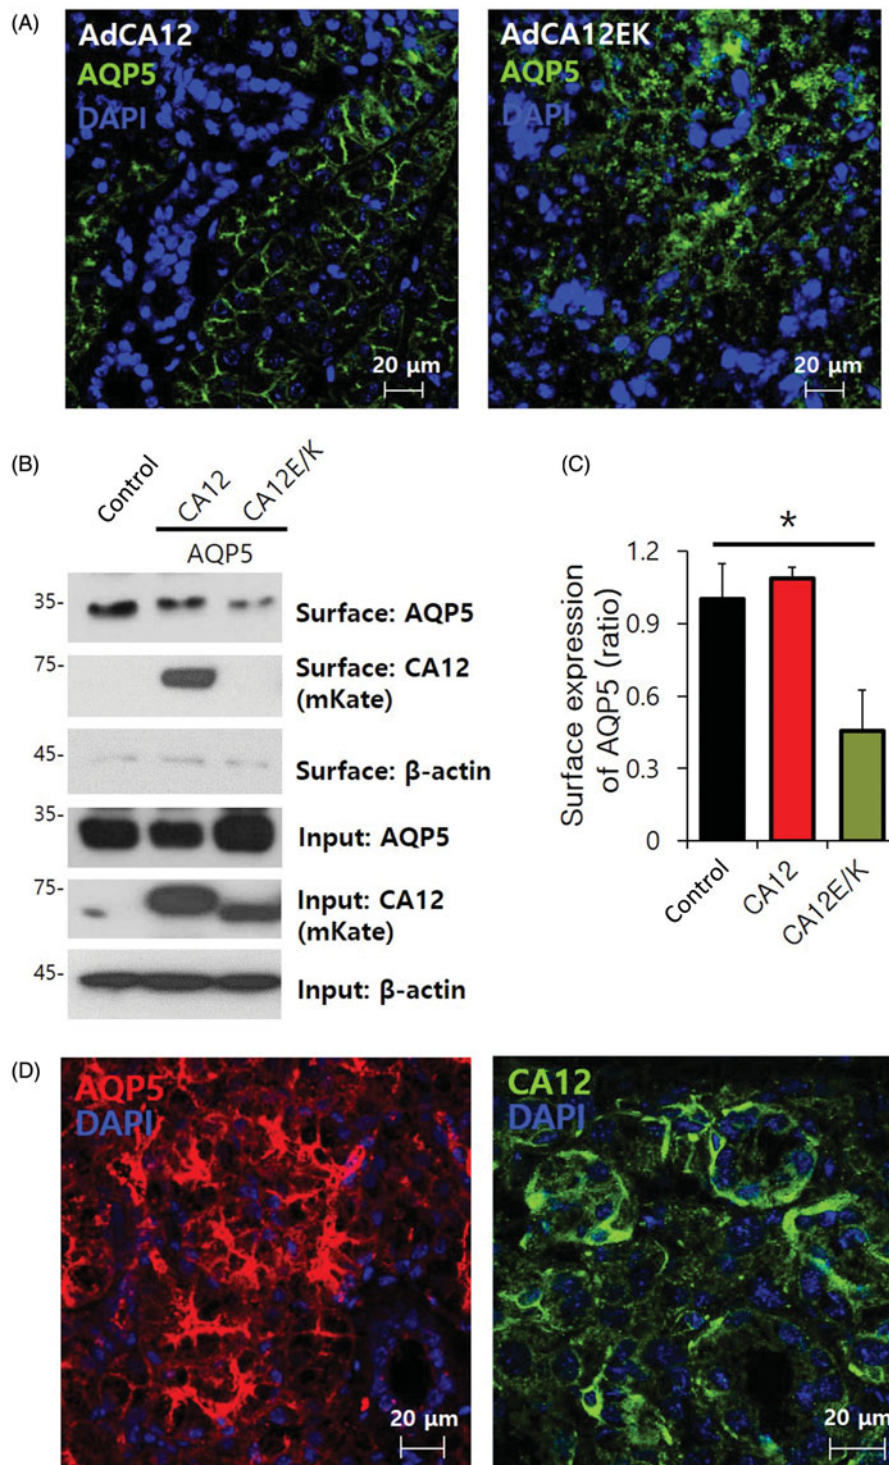 (A)
AdCA12
AQP5
DAPI
20 μm
AdCA12EK
AQP5
DAPI
20 μm
(B)
Control
CA12
CA12E/K
AQP5
35-
Surface: AQP5
75-
Surface: CA12
(mKate)
45-
Surface: β-actin
35-
Input: AQP5
75-
Input: CA12
(mKate)
45-
Input: β-actin
(C)
*
Surface expression
of AQP5 (ratio)
1.2
0.9
0.6
0.3
0
Control
CA12
CA12E/K
(D)
AQP5
DAPI
20 μm
CA12
DAPI
20 μm